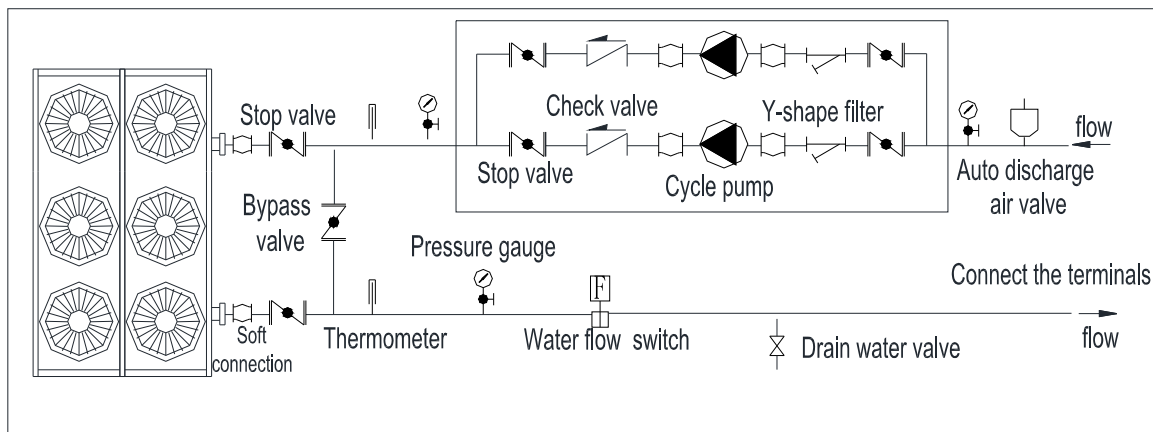 Stop valve
Check valve
Y-shape filter
Stop valve
Cycle pump
flow
Auto discharge
air valve
Bypass
valve
Pressure gauge
Connect the terminals
F
Soft
connection
Thermometer
Water flow switch
Drain water valve
flow